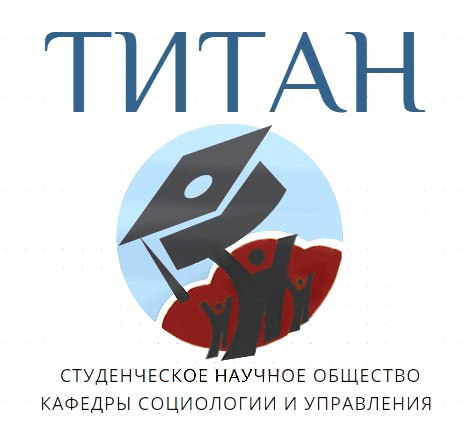 ТИТАН
СТУДЕНЧЕСКОЕ НАУЧНОЕ ОБЩЕСТВО
КАФЕДРЫ СОЦИОЛОГИИ И УПРАВЛЕНИЯ